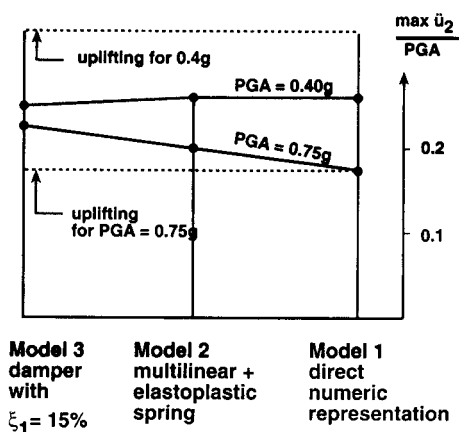 max ü₂
PGA
uplifting for 0.4g
PGA = 0.40g
PGA = 0.75g
0.2
uplifting
for PGA = 0.75g
0.1
Model 3
damper
with
ξ₁= 15%
Model 2
multilinear +
elastoplastic
spring
Model 1
direct
numeric
representation